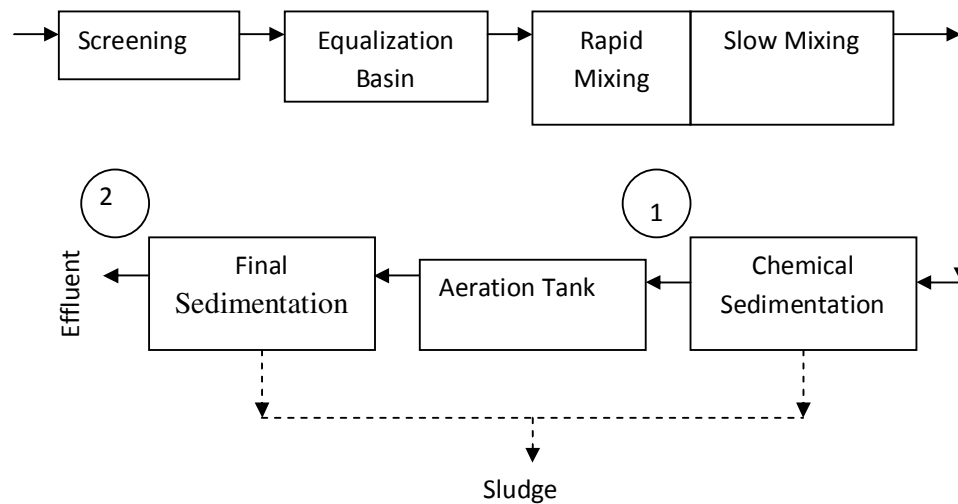 Screening
Equalization
Basin
Rapid
Mixing
Slow Mixing
2
1
Effluent
Final
Sedimentation
Aeration Tank
Chemical
Sedimentation
Sludge